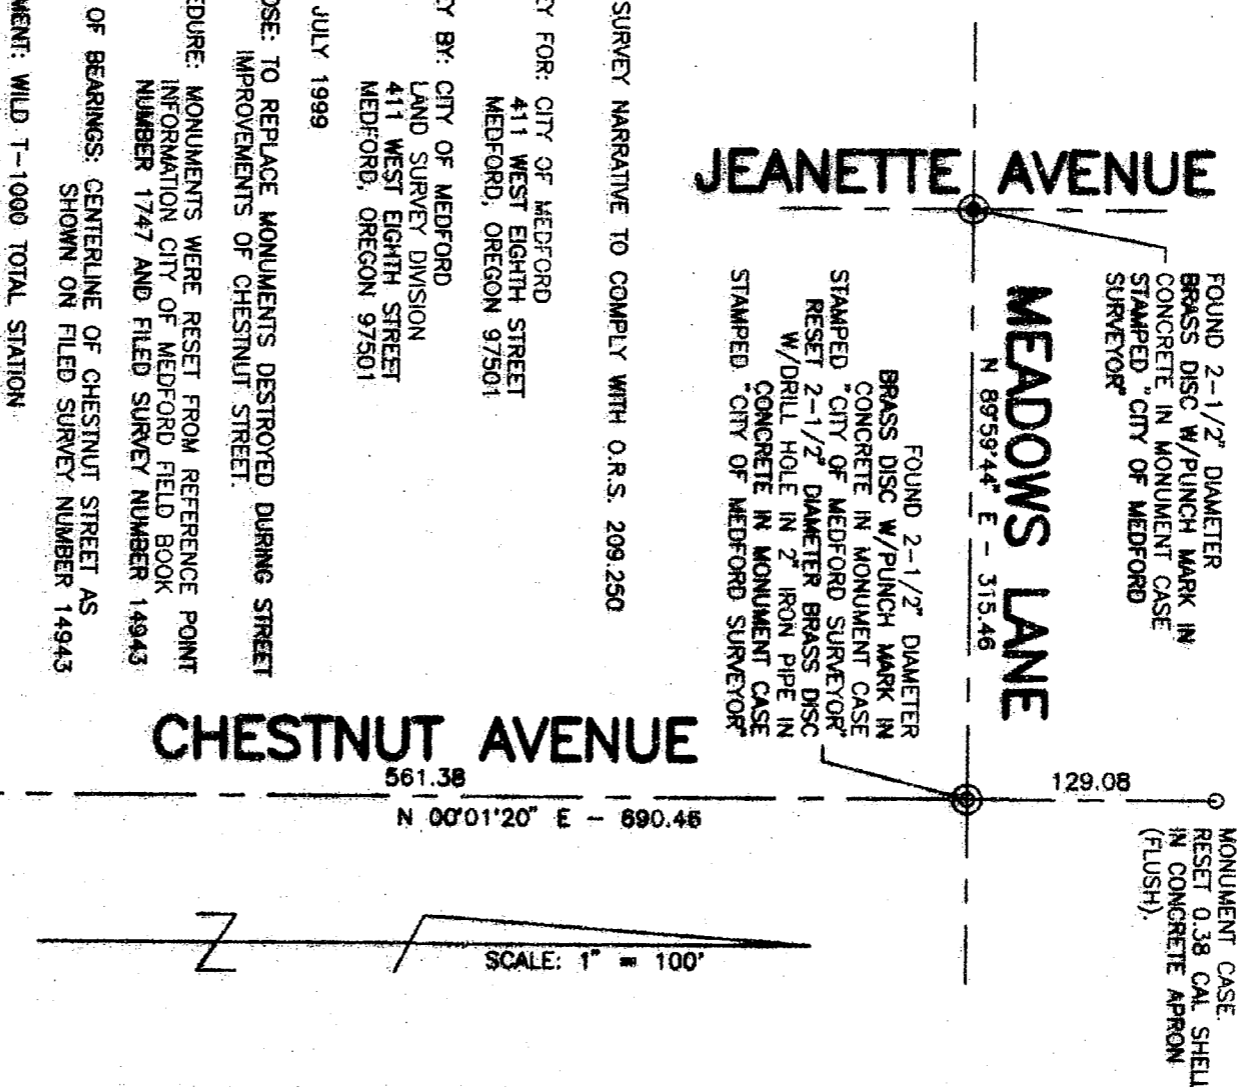 JEANETTE AVENUE
FOUND 2-1/2" DIAMETER
BRASS DISC W/PUNCH MARK IN
CONCRETE IN MONUMENT CASE
STAMPED "CITY OF MEDFORD
SURVEYOR"
MEADOWS LANE
N 89°59'44" E - 315.46
FOUND 2-1/2" DIAMETER
BRASS DISC W/PUNCH MARK IN
CONCRETE IN MONUMENT CASE
STAMPED "CITY OF MEDFORD SURVEYOR"
RESET 2-1/2" DIAMETER BRASS DISC
W/DRILL HOLE IN 2" IRON PIPE IN
CONCRETE IN MONUMENT CASE
STAMPED "CITY OF MEDFORD SURVEYOR"
SURVEY NARRATIVE TO COMPLY WITH O.R.S. 209.250
EY FOR: CITY OF MEDFORD
411 WEST EIGHTH STREET
MEDFORD, OREGON 97501
EY BY: CITY OF MEDFORD
LAND SURVEY DIVISION
411 WEST EIGHTH STREET
MEDFORD, OREGON 97501
JULY 1999
OSE: TO REPLACE MONUMENTS DESTROYED DURING STREET
IMPROVEMENTS OF CHESTNUT STREET.
EDURE: MONUMENTS WERE RESET FROM REFERENCE POINT
INFORMATION CITY OF MEDFORD FIELD BOOK
NUMBER 1747 AND FILED SURVEY NUMBER 14943
OF BEARINGS: CENTERLINE OF CHESTNUT STREET AS
SHOWN ON FILED SURVEY NUMBER 14943
MENT: WILD T-1000 TOTAL STATION
CHESTNUT AVENUE
561.38
N 00°01'20" E - 690.46
129.08
MONUMENT CASE.
RESET 0.38 CAL SHELL
IN CONCRETE APRON
(FLUSH).
N
SCALE: 1" = 100'